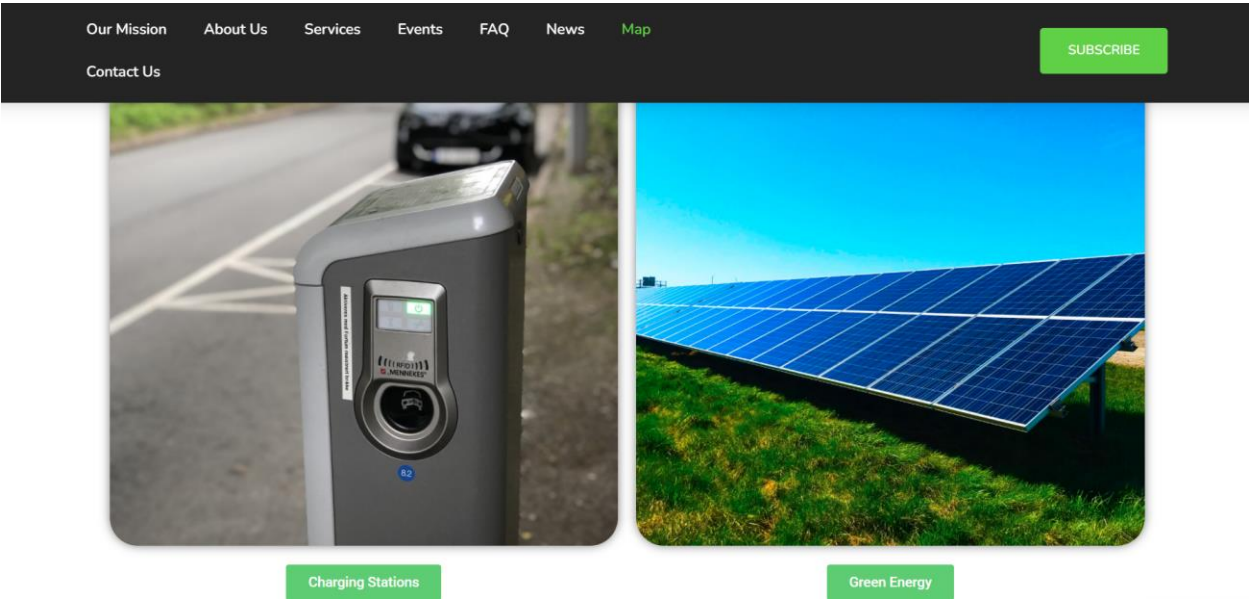 Our Mission About Us Services Events FAQ News Map
SUBSCRIBE
Contact Us
RFID
MENNEKES®
82
Charging Stations
Green Energy